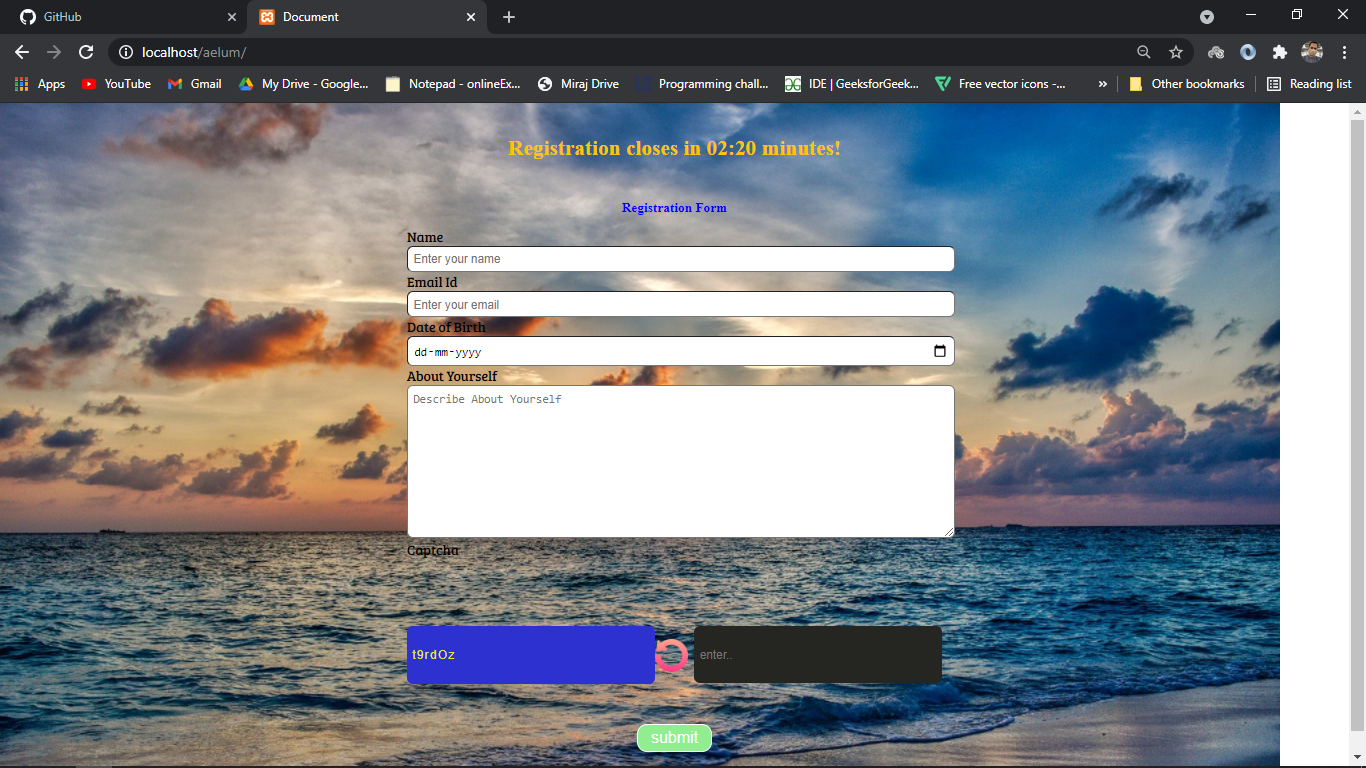 GitHub
Document
localhost/aelum/
Apps
YouTube
Gmail
My Drive - Google...
Notepad - onlineEx...
Miraj Drive
Programming chall...
IDE | GeeksforGeek...
Free vector icons -...
»
Other bookmarks
Reading list
Registration closes in 02:20 minutes!
Registration Form
Name
Enter your name
Email Id
Enter your email
Date of Birth
dd-mm-yyyy
About Yourself
Describe About Yourself
Captcha
t9rdOz
enter..
submit